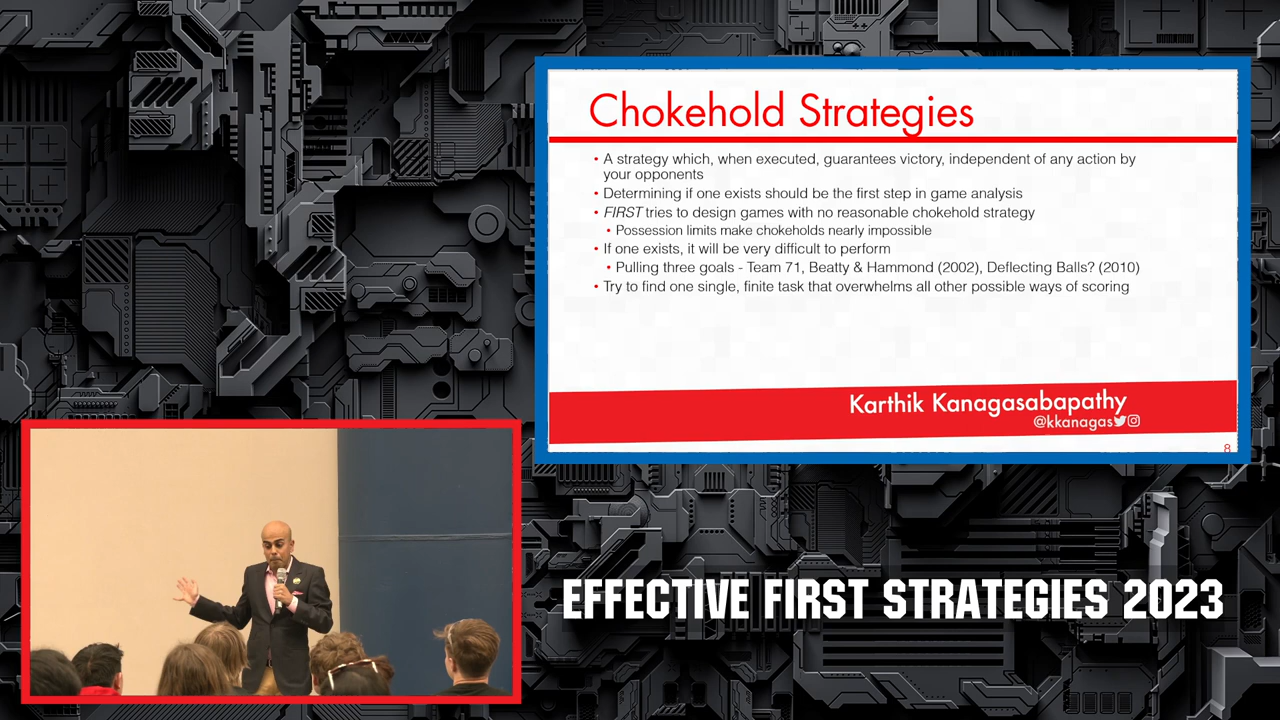 Chokehold Strategies
• A strategy which, when executed, guarantees victory, independent of any action by
your opponents
• Determining if one exists should be the first step in game analysis
• FIRST tries to design games with no reasonable chokehold strategy
• Possession limits make chokeholds nearly impossible
• If one exists, it will be very difficult to perform
• Pulling three goals - Team 71, Beatty & Hammond (2002), Deflecting Balls? (2010)
• Try to find one single, finite task that overwhelms all other possible ways of scoring
Karthik Kanagasabapathy
@kkanagas
8
EFFECTIVE FIRST STRATEGIES 2023